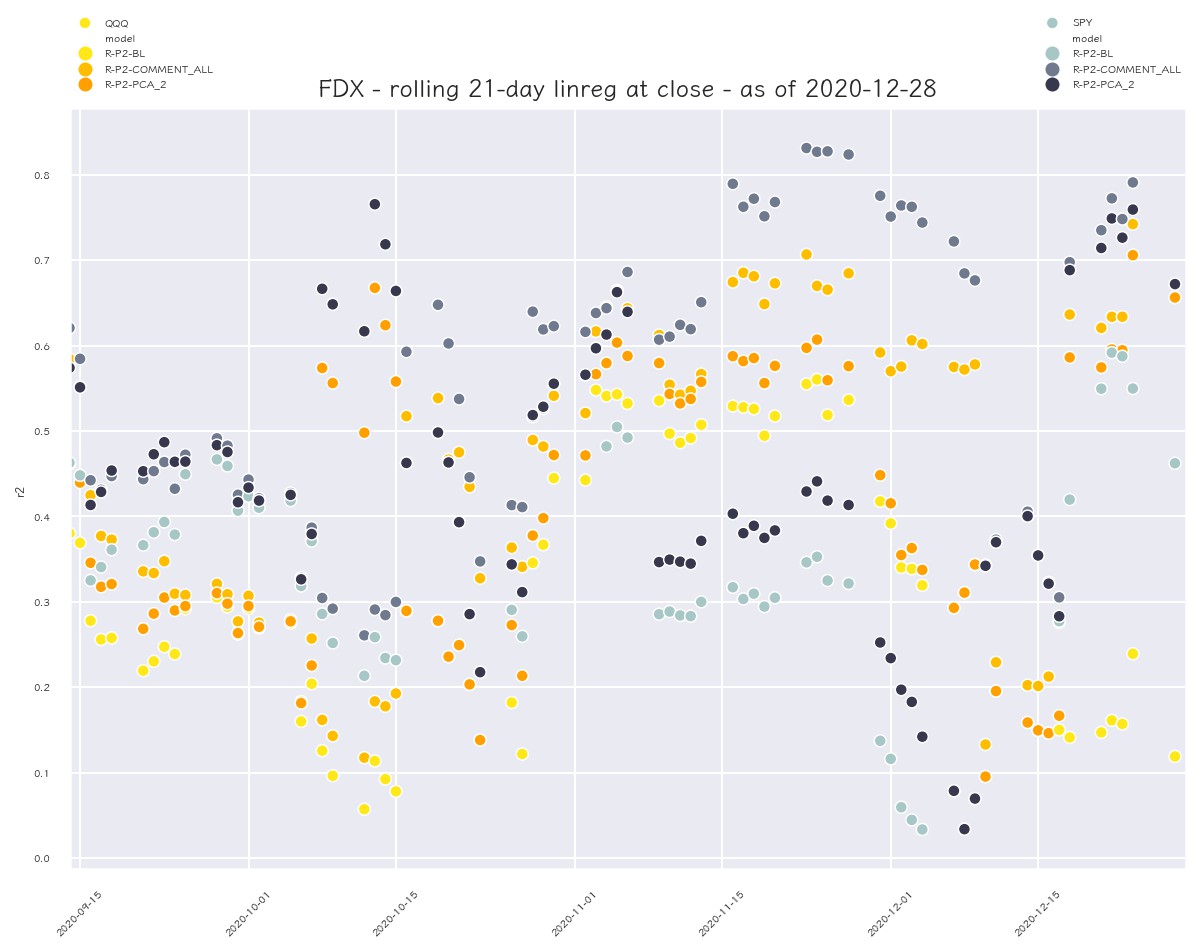 QQQ
model
R-P2-BL
R-P2-COMMENT_ALL
R-P2-PCA_2
SPY
model
R-P2-BL
R-P2-COMMENT_ALL
R-P2-PCA_2
FDX - rolling 21-day linreg at close - as of 2020-12-28
0.8
0.7
0.6
0.5
0.4
0.3
0.2
0.1
0.0
r2
2020-09-15
2020-10-01
2020-10-15
2020-11-01
2020-11-15
2020-12-01
2020-12-15